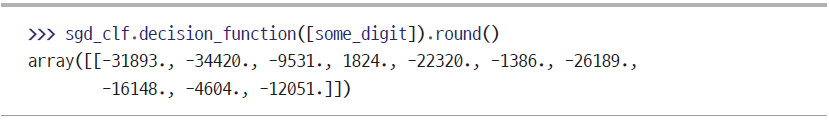 >>> sgd_clf.decision_function([some_digit]).round()
array([[-31893., -34420., -9531., 1824., -22320., -1386., -26189.,
-16148., -4604., -12051.]])